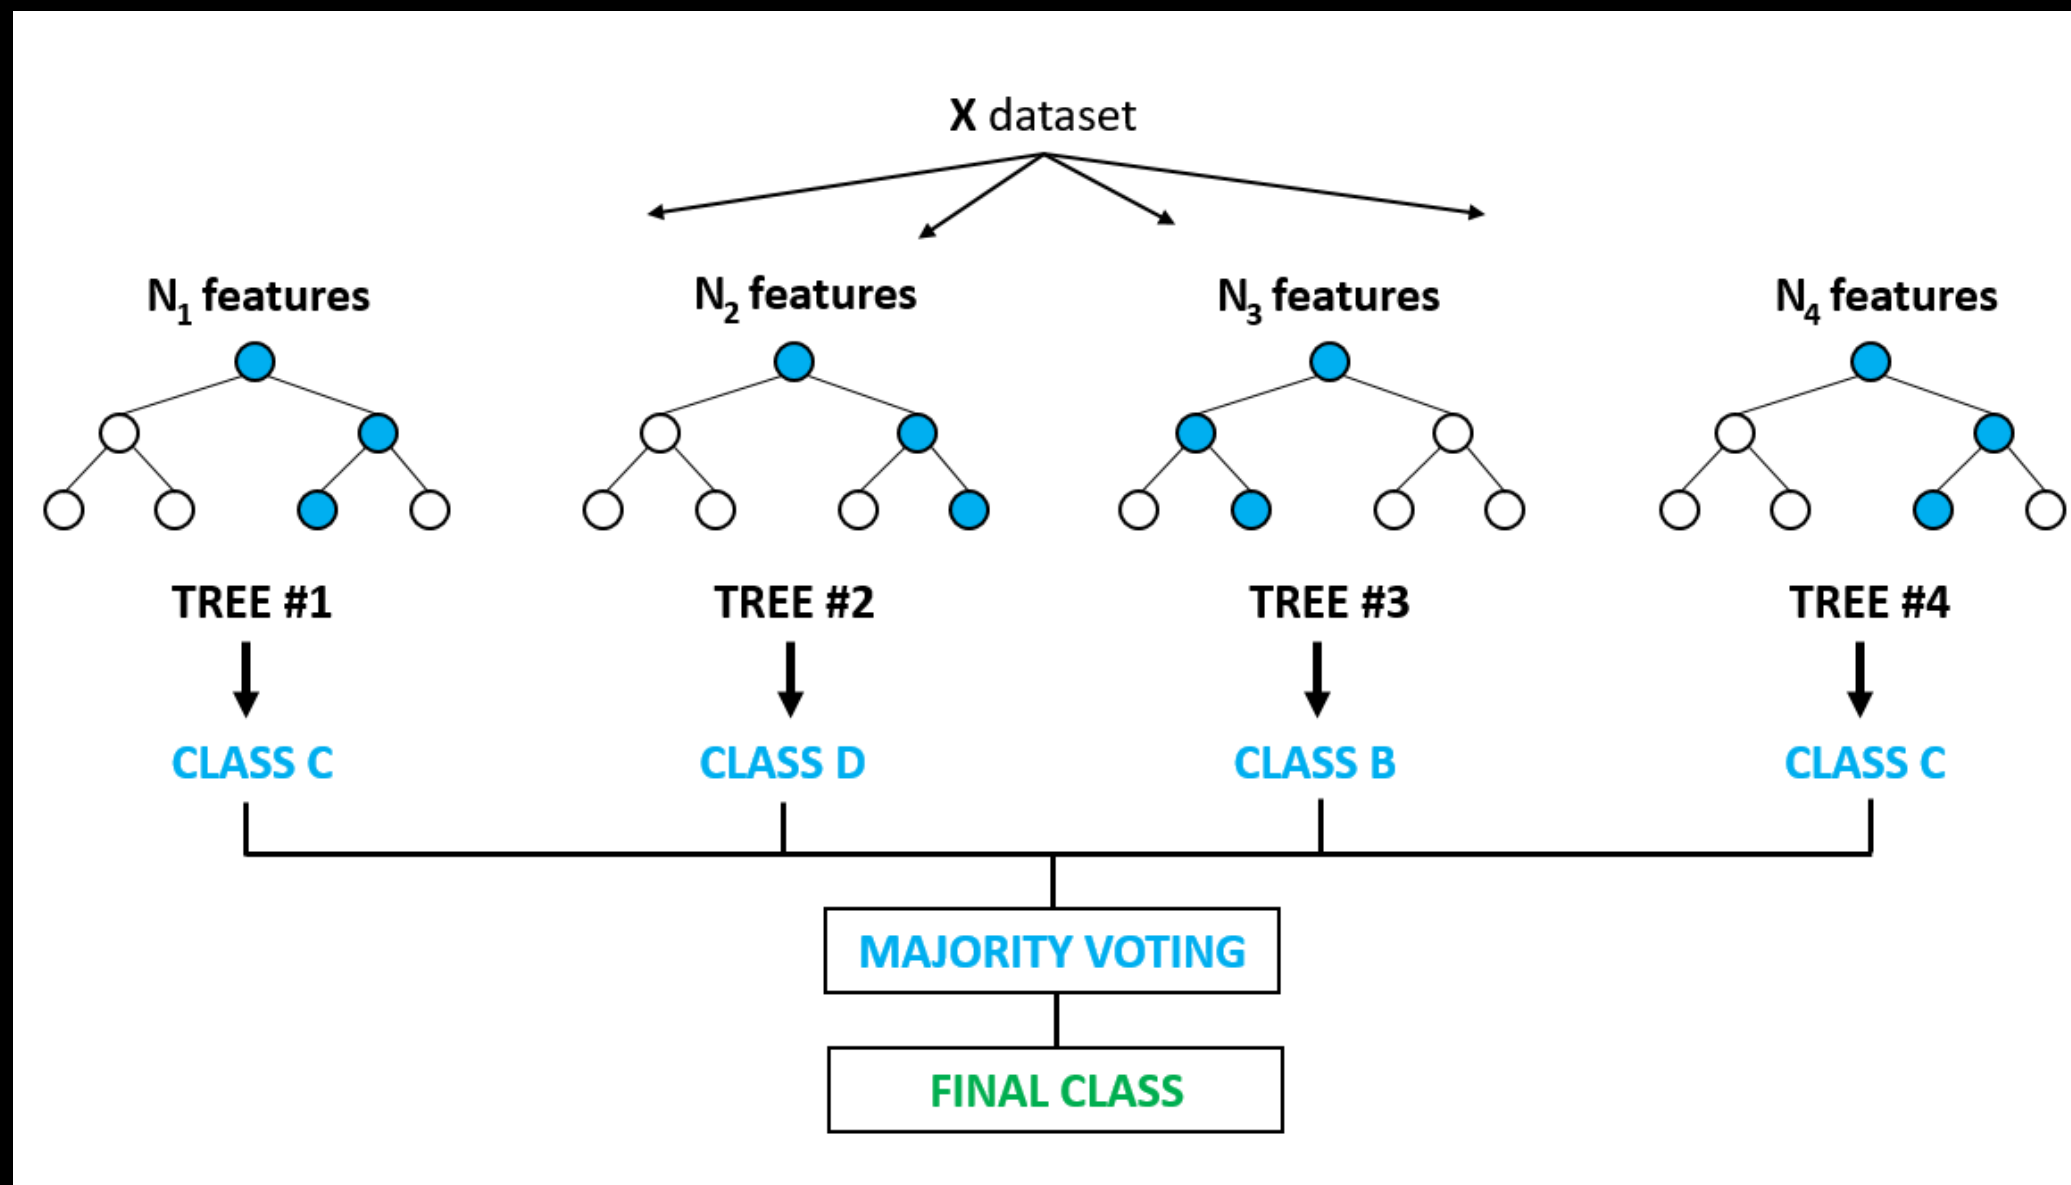 X dataset
N₁ features
N₂ features
N₃ features
N₄ features
TREE #1
TREE #2
TREE #3
TREE #4
CLASS C
CLASS D
CLASS B
CLASS C
MAJORITY VOTING
FINAL CLASS